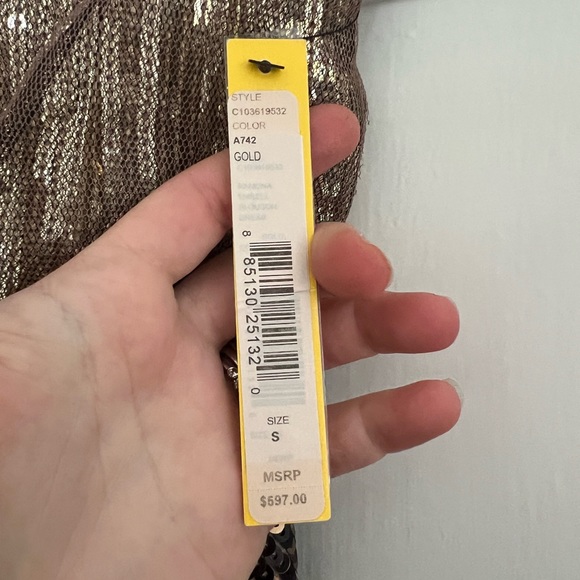 STYLE
C103619532
COLOR
A742
GOLD
8 85130 25132 0
SIZE
S
MSRP
$597.00